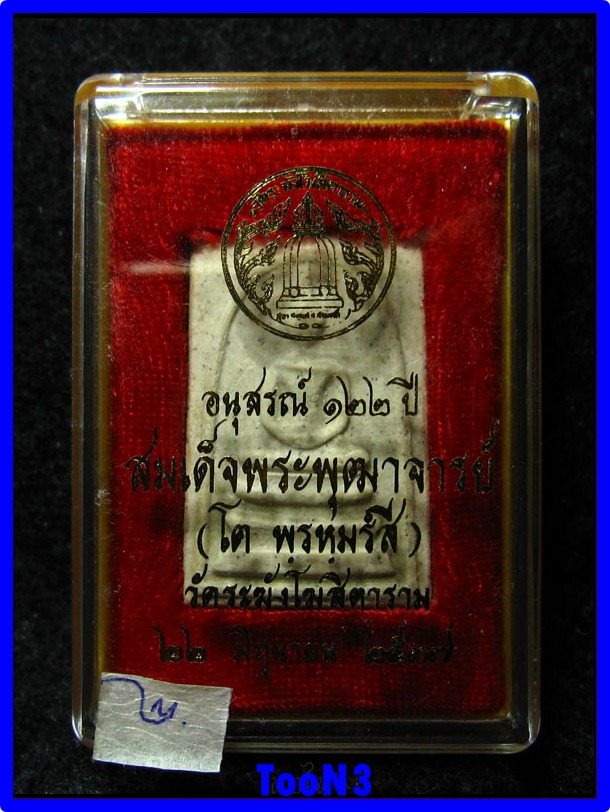 อนุสรณ์ ๑๒๒ ปี
สมเด็จพระพุฒาจารย์
(โต พฺรหฺมรํสี)
วัดระฆังโฆสิตาราม
๒๒ มิถุนายน ๒๕๓๗
TooN3